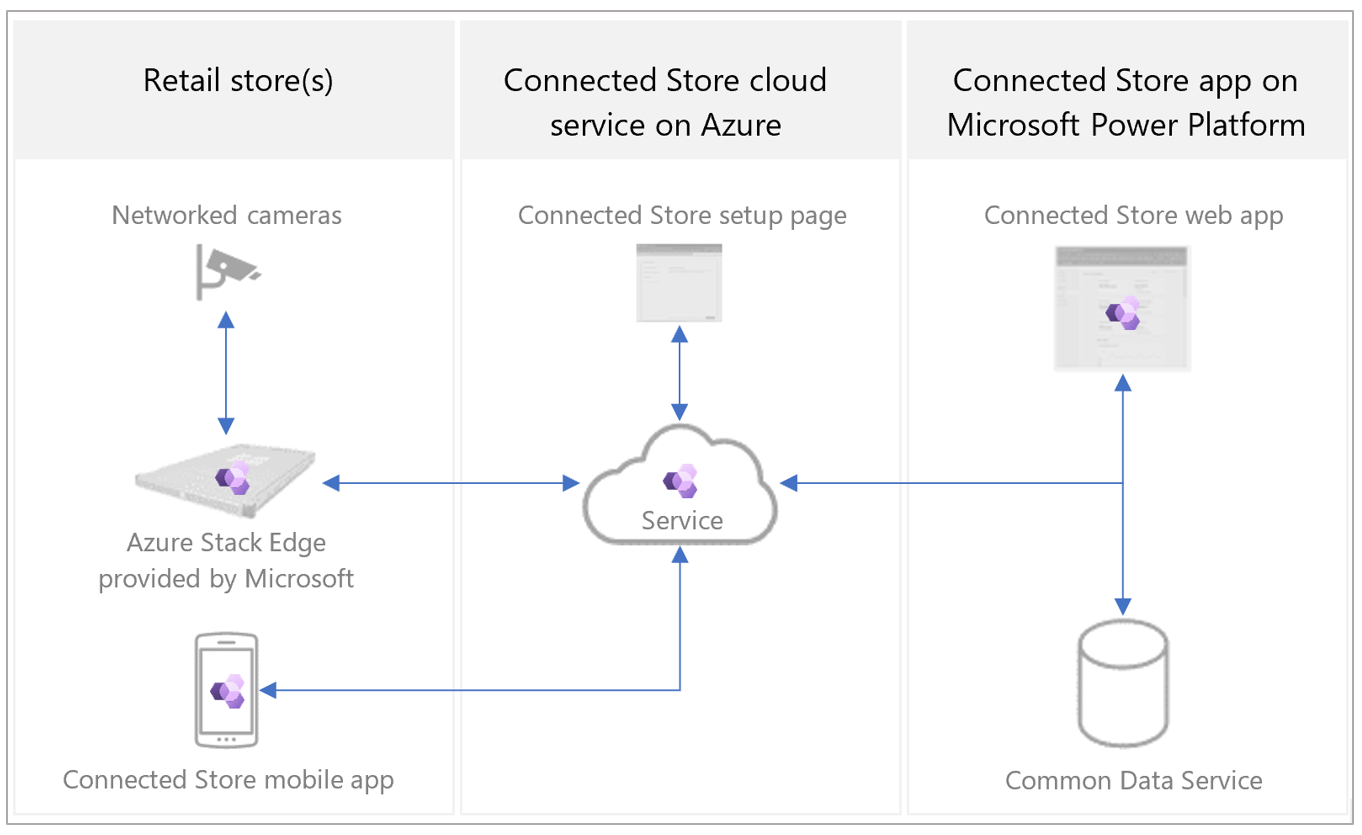 Retail store(s)
Connected Store cloud
service on Azure
Connected Store app on
Microsoft Power Platform
Networked cameras
Azure Stack Edge
provided by Microsoft
Connected Store mobile app
Connected Store setup page
Service
Connected Store web app
Common Data Service